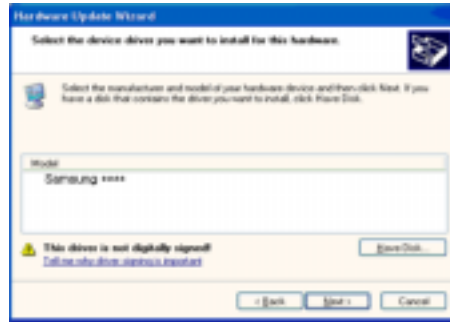 Hardware Update Wizard
Select the device driver you want to install for this hardware.
Select the manufacturer and model of your hardware device and then click Next. If you
have a disk that contains the driver you want to install, click Have Disk.
Model
Samsung ****
This driver is not digitally signed!
Tell me why driver signing is important
Have Disk...
< Back
Next >
Cancel